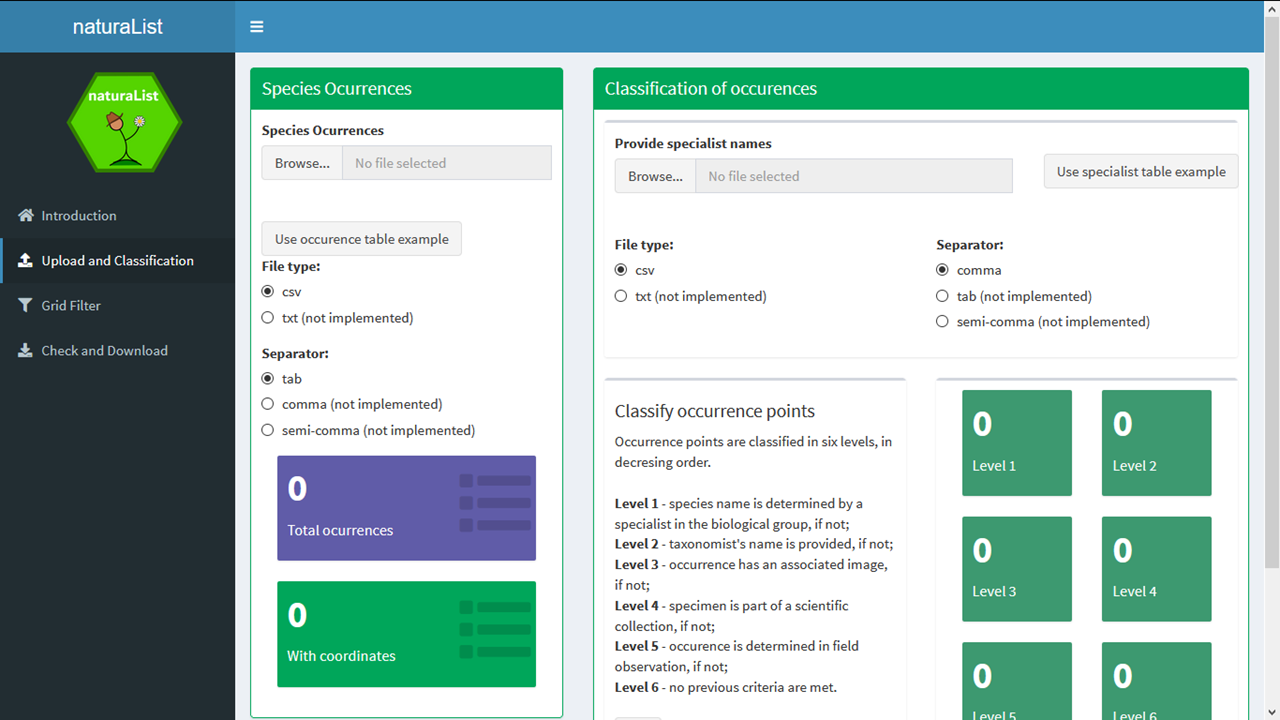 naturaList
naturaList
Introduction
Upload and Classification
Grid Filter
Check and Download
Species Ocurrences
Species Ocurrences
Browse...
No file selected
Use occurence table example
File type:
csv
txt (not implemented)
Separator:
tab
comma (not implemented)
semi-comma (not implemented)
0
Total ocurrences
0
With coordinates
Classification of occurences
Provide specialist names
Browse...
No file selected
Use specialist table example
File type:
csv
txt (not implemented)
Separator:
comma
tab (not implemented)
semi-comma (not implemented)
Classify occurrence points
Occurrence points are classified in six levels, in
decresing order.
Level 1 - species name is determined by a
specialist in the biological group, if not;
Level 2 - taxonomist's name is provided, if not;
Level 3 - occurrence has an associated image,
if not;
Level 4 - specimen is part of a scientific
collection, if not;
Level 5 - occurence is determined in field
observation, if not;
Level 6 - no previous criteria are met.
0
Level 1
0
Level 2
0
Level 3
0
Level 4
0
Level 5
0
Level 6